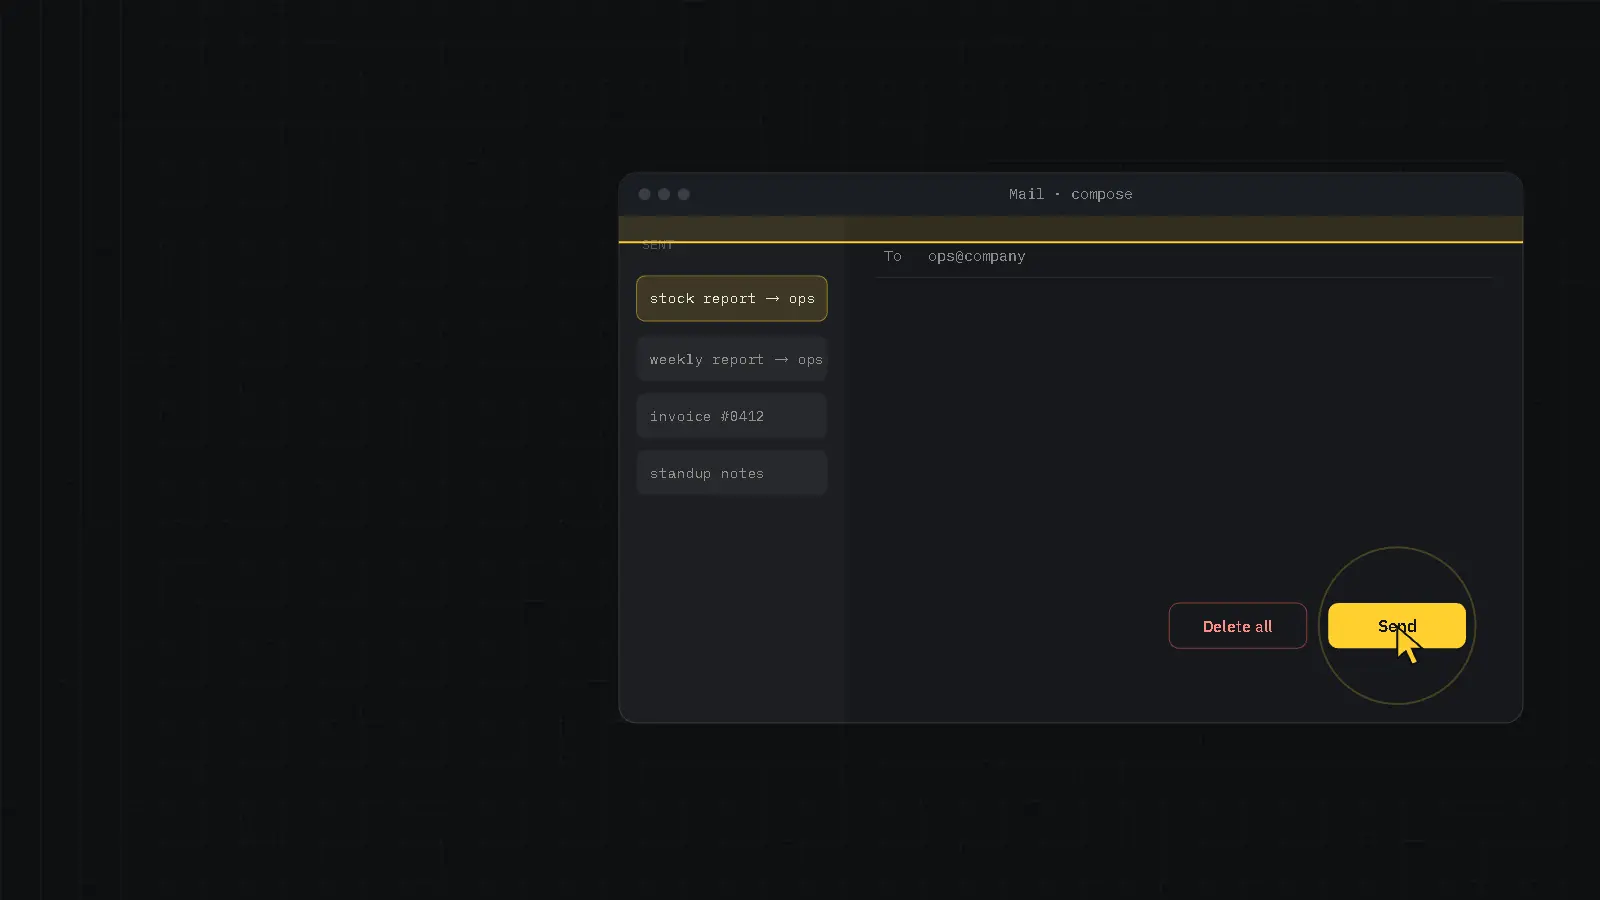 Mail · compose
SENT
To ops@company
stock report → ops
weekly report → ops
invoice #0412
standup notes
Delete all
Send